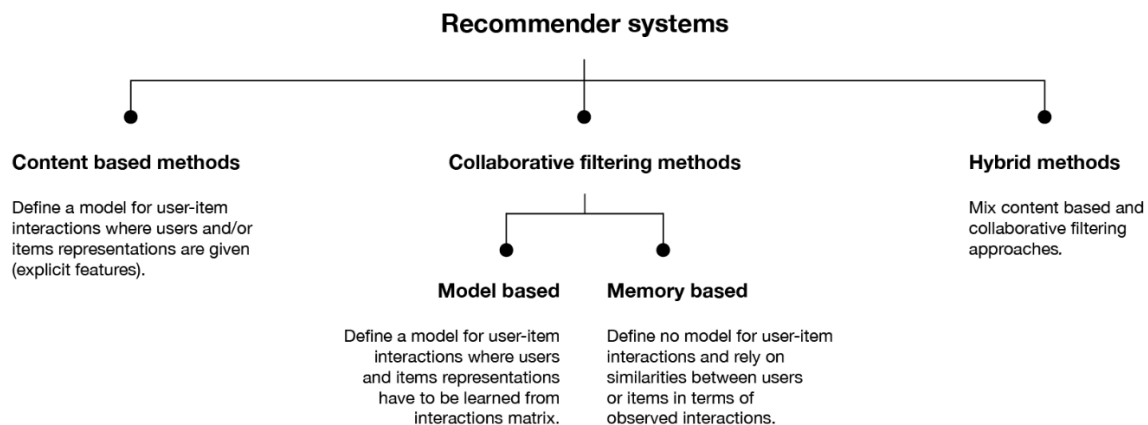 Recommender systems
Content based methods
Define a model for user-item
interactions where users and/or
items representations are given
(explicit features).
Collaborative filtering methods
Model based
Define a model for user-item
interactions where users
and items representations
have to be learned from
interactions matrix.
Memory based
Define no model for user-item
interactions and rely on
similarities between users
or items in terms of
observed interactions.
Hybrid methods
Mix content based and
collaborative filtering
approaches.